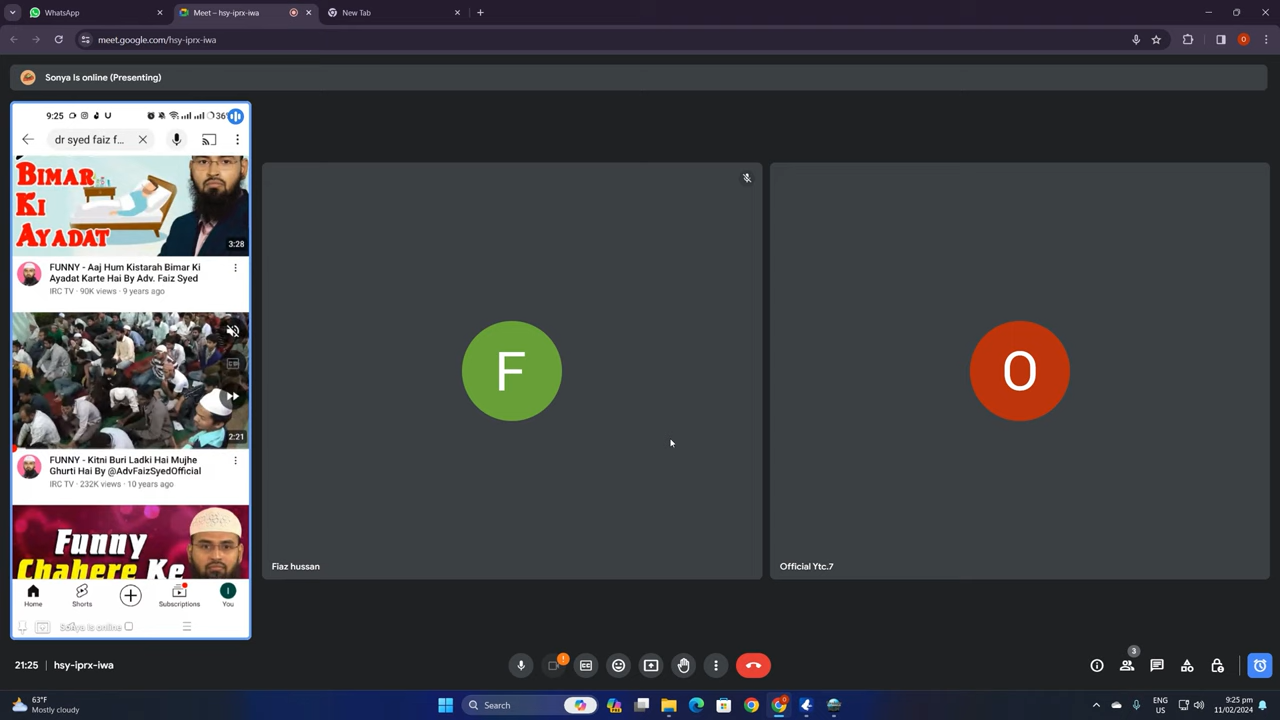 WhatsApp
Meet – hsy-iprx-iwa
New Tab
meet.google.com/hsy-iprx-iwa
Sonya Is online (Presenting)
9:25
36
dr syed faiz f...
BIMAR
KI
AYADAT
3:28
FUNNY - Aaj Hum Kistarah Bimar Ki
Ayadat Karte Hai By Adv. Faiz Syed
IRC TV · 90K views · 9 years ago
2:21
FUNNY - Kitni Buri Ladki Hai Mujhe
Ghurti Hai By @AdvFaizSyedOfficial
IRC TV · 232K views · 10 years ago
Funny
Chahere Ke
Home
Shorts
Subscriptions
You
Sonya Is online
F
Fiaz hussan
O
Official Ytc.7
21:25 | hsy-iprx-iwa
3
63°F
Mostly cloudy
Search
ENG
US
9:25 pm
11/02/2024